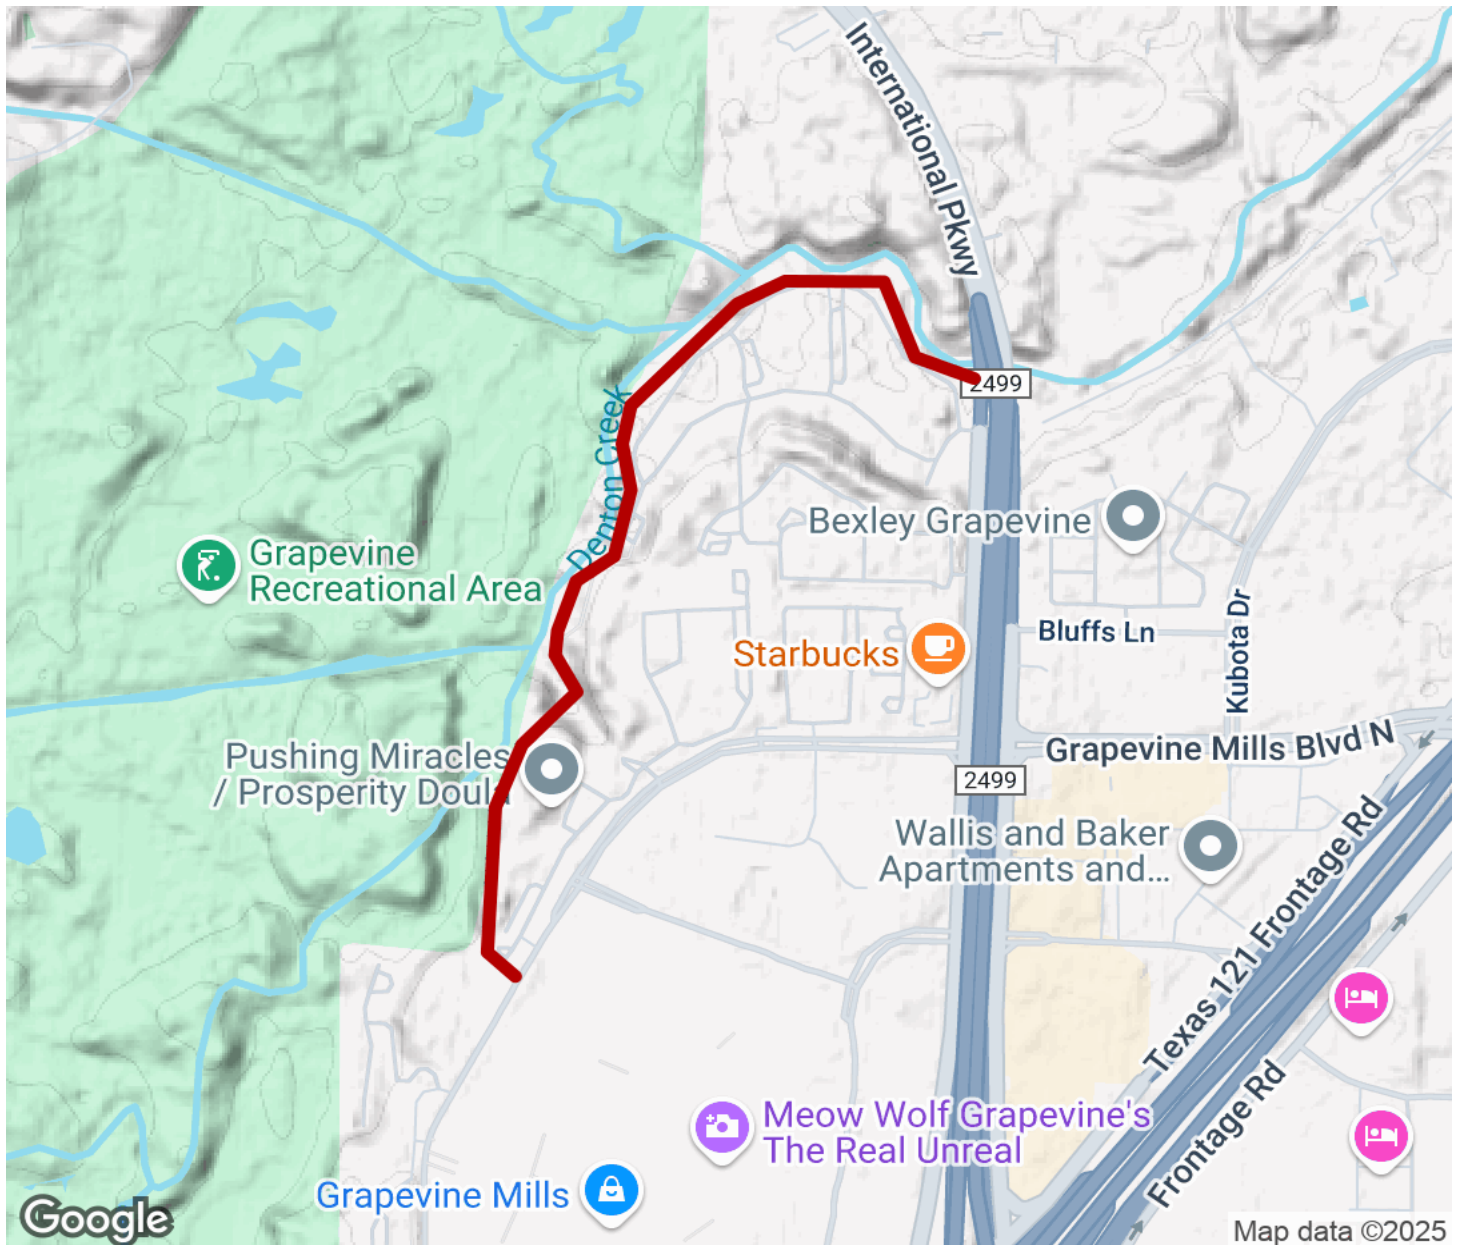 International Pkwy
2499
Denton Creek
Bexley Grapevine
Grapevine
Recreational Area
Kubota Dr
Bluffs Ln
Starbucks
Grapevine Mills Blvd N
Pushing Miracles
/ Prosperity Doula
2499
Wallis and Baker
Apartments and...
Texas 121 Frontage Rd
Frontage Rd
Meow Wolf Grapevine's
The Real Unreal
Grapevine Mills
Google
Map data ©2025